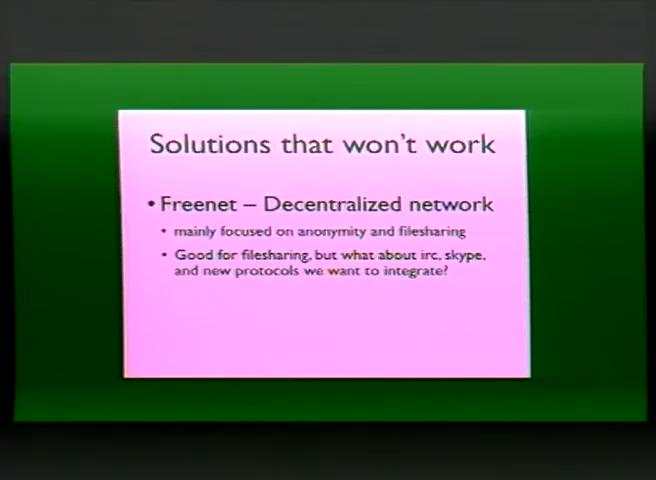 Solutions that won't work
• Freenet – Decentralized network
• mainly focused on anonymity and filesharing
• Good for filesharing, but what about irc, skype,
and new protocols we want to integrate?